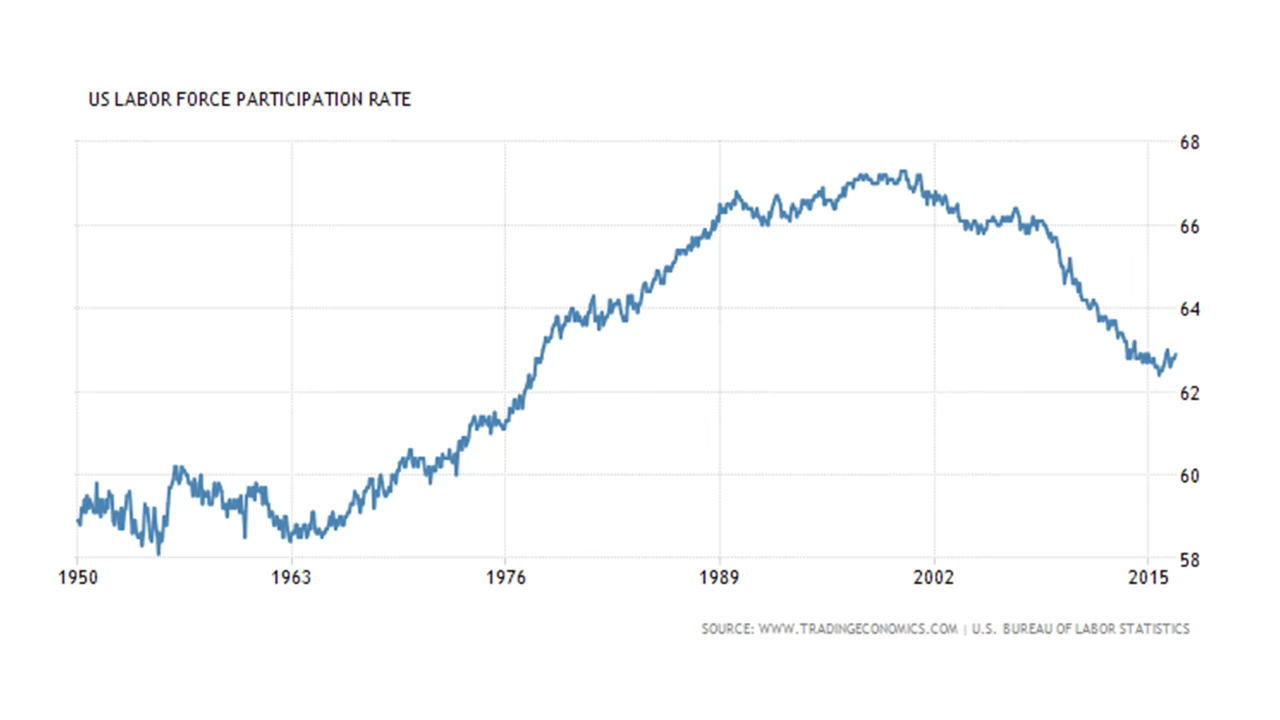 US LABOR FORCE PARTICIPATION RATE
68
66
64
62
60
58
1950 1963 1976 1989 2002 2015
SOURCE: WWW.TRADINGECONOMICS.COM | U.S. BUREAU OF LABOR STATISTICS